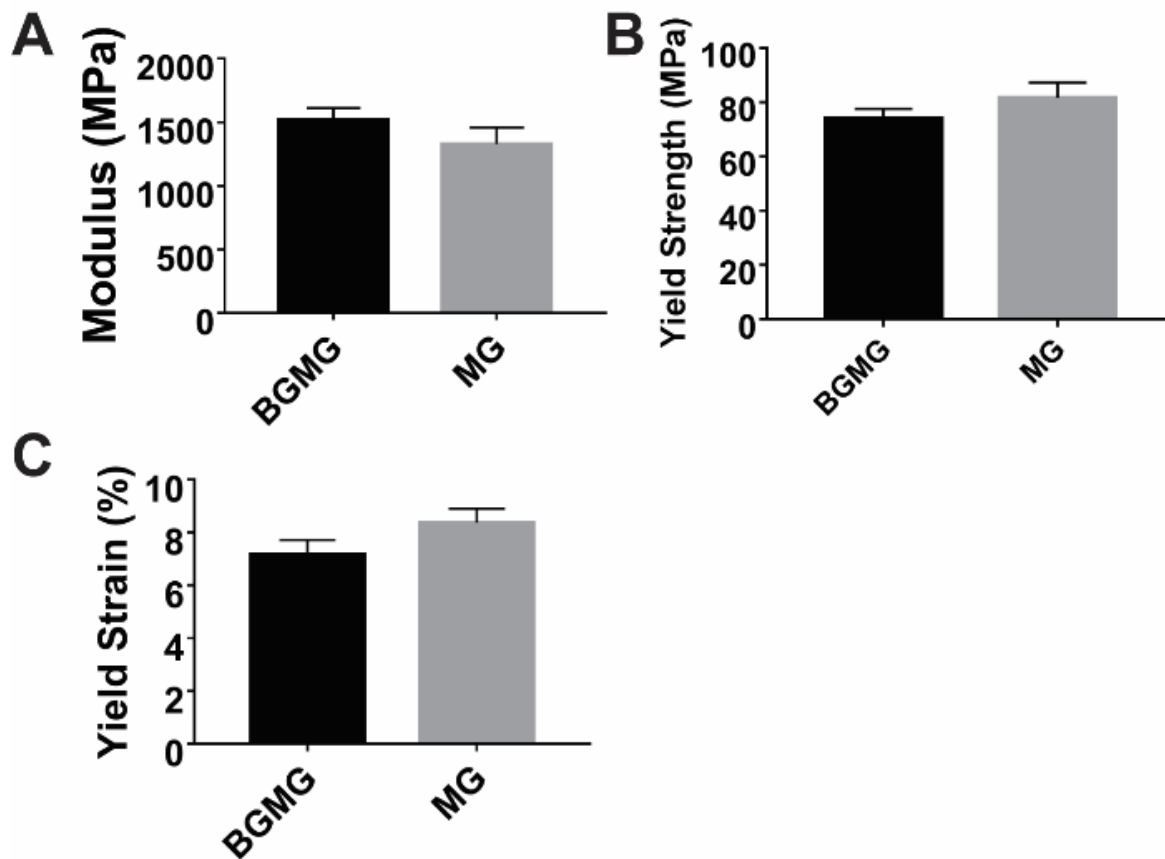 A
Modulus (MPa)
2000
1500
1000
500
0
BGMG
MG
B
Yield Strength (MPa)
100
80
60
40
20
0
BGMG
MG
C
Yield Strain (%)
10
8
6
4
2
0
BGMG
MG